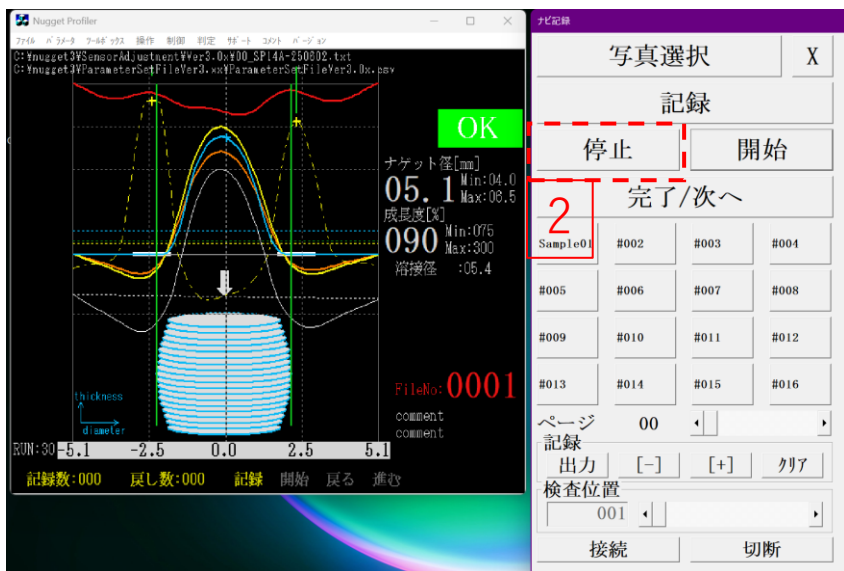 Nugget Profiler
ファイル パラメータ ツールボックス 操作 制御 判定 サポート コメント バージョン
C:¥nugget3¥SensorAdjustment¥Ver3.0x¥00_SP14A-250802.txt
C:¥nugget3¥ParameterSetFileVer3.xx¥ParameterSetFileVer3.0x.psv
OK
ナゲット径[mm]
05.1 Min:04.0
Max:06.5
成長度[%]
090 Min:075
Max:300
溶接径 :05.4
thickness
diameter
FileNo:0001
comment
comment
RUN:30 -5.1 -2.5 0.0 2.5 5.1
記録数:000 戻し数:000 記録 開始 戻る 進む
ナビ記録
写真選択 X
記録
停止 開始
2
完了/次へ
Sample01 #002 #003 #004
#005 #006 #007 #008
#009 #010 #011 #012
#013 #014 #015 #016
ページ 00
記録
出力 [-] [+] クリア
検査位置
001
接続 切断